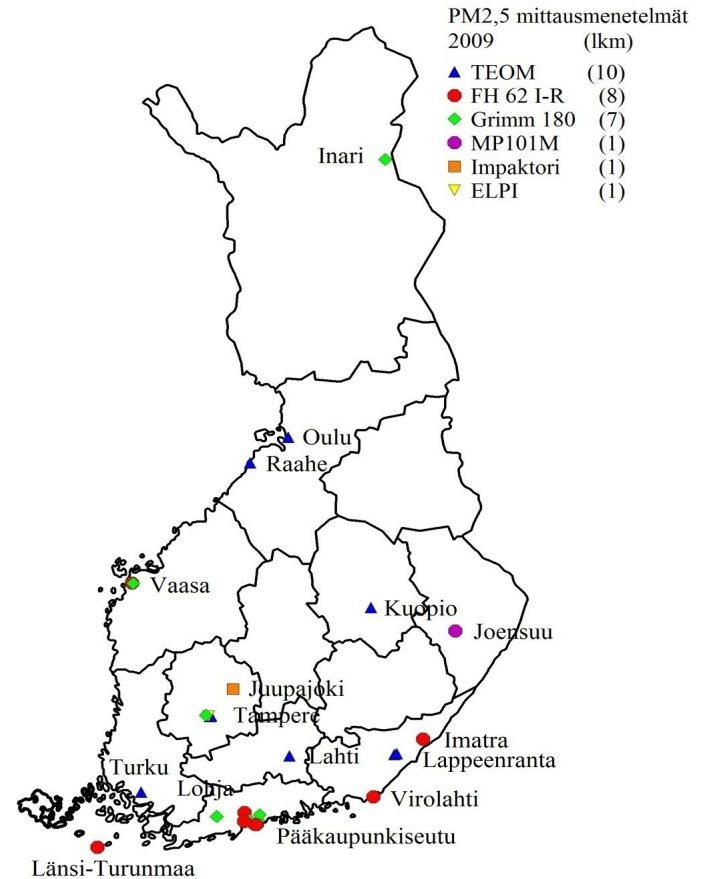 PM2,5 mittausmenetelmät
2009 (lkm)
TEOM (10)
FH 62 I-R (8)
Grimm 180 (7)
MP101M (1)
Impaktori (1)
ELPI (1)
Inari
Oulu
Raahe
Vaasa
Kuopio
Joensuu
Juupajoki
Tampere
Imatra
Lahti
Lappeenranta
Turku
Lohja
Virolahti
Pääkaupunkiseutu
Länsi-Turunmaa